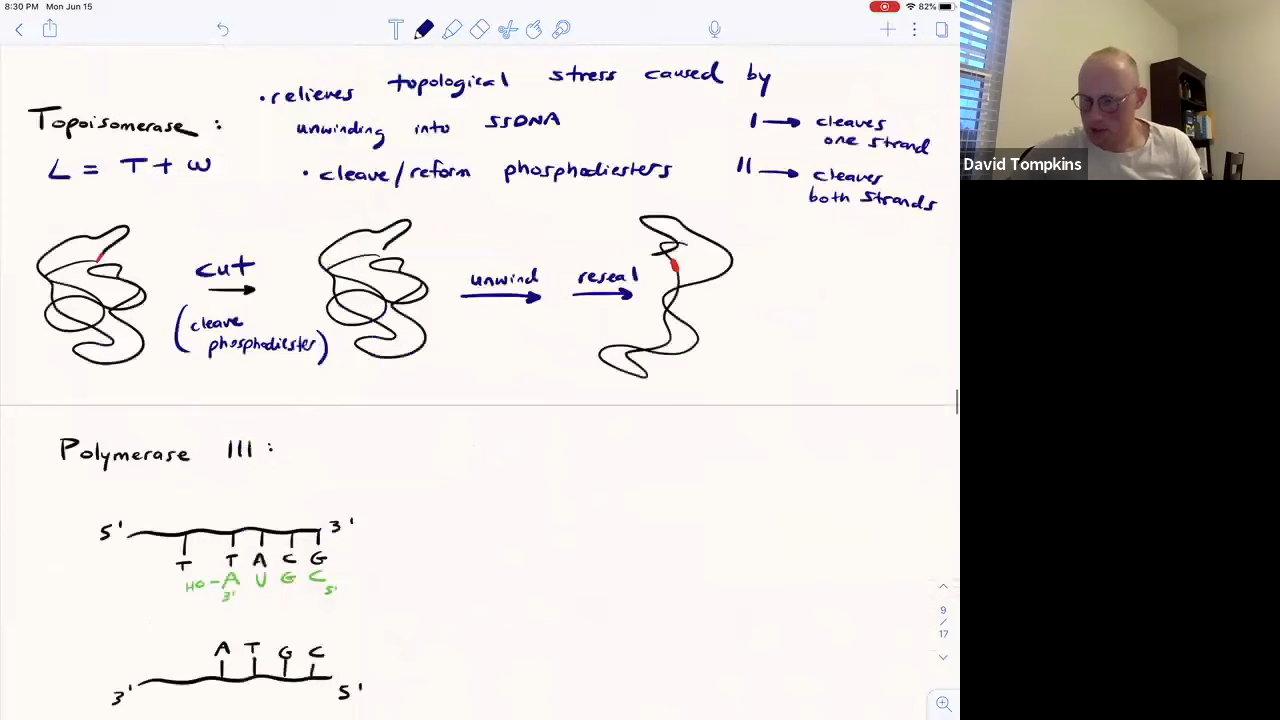 8:30 PM Mon Jun 15
82%
David Tompkins
• relieves topological stress caused by
unwinding into SSDNA
Topoisomerase :
L = T + W
• cleave/reform phosphodiesters
I → cleaves
one strand
II → cleaves
both strands
cut
(cleave
phosphodiester)
unwind
reseal
Polymerase III :
5' 3'
T T A C G
HO-A U G C
3' 5'
A T G C
3' 5'
9
/
17